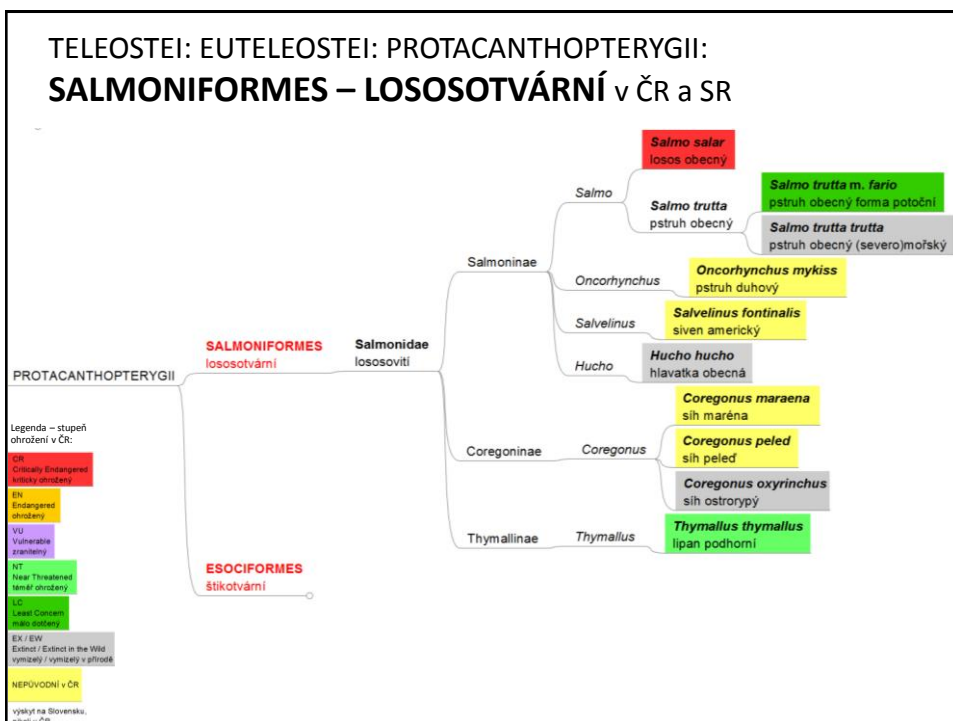 TELEOSTEI: EUTELEOSTEI: PROTACANTHOPTERYGII:
SALMONIFORMES – LOSOSOTVÁRNÍ v ČR a SR
Salmo salar
losos obecný
Salmo
Salmo trutta
pstruh obecný
Salmo trutta m. fario
pstruh obecný forma potoční
Salmo trutta trutta
pstruh obecný (severo)mořský
Salmoninae
Oncorhynchus
Oncorhynchus mykiss
pstruh duhový
Salvelinus
Salvelinus fontinalis
siven americký
Hucho
Hucho hucho
hlavatka obecná
SALMONIFORMES
lososotvární
Salmonidae
lososovití
PROTACANTHOPTERYGII
Coregonus maraena
síh maréna
Coregoninae
Coregonus
Coregonus peled
síh peleď
Coregonus oxyrinchus
síh ostrorypý
Thymallinae
Thymallus
Thymallus thymallus
lipan podhorní
ESOCIFORMES
štikotvární
Legenda – stupeň
ohrožení v ČR:
CR
Critically Endangered
kriticky ohrožený
EN
Endangered
ohrožený
VU
Vulnerable
zranitelný
NT
Near Threatened
téměř ohrožený
LC
Least Concern
málo dotčený
EX / EW
Extinct / Extinct in the Wild
vymizelý / vymizelý v přírodě
NEPŮVODNÍ v ČR
výskyt na Slovensku,